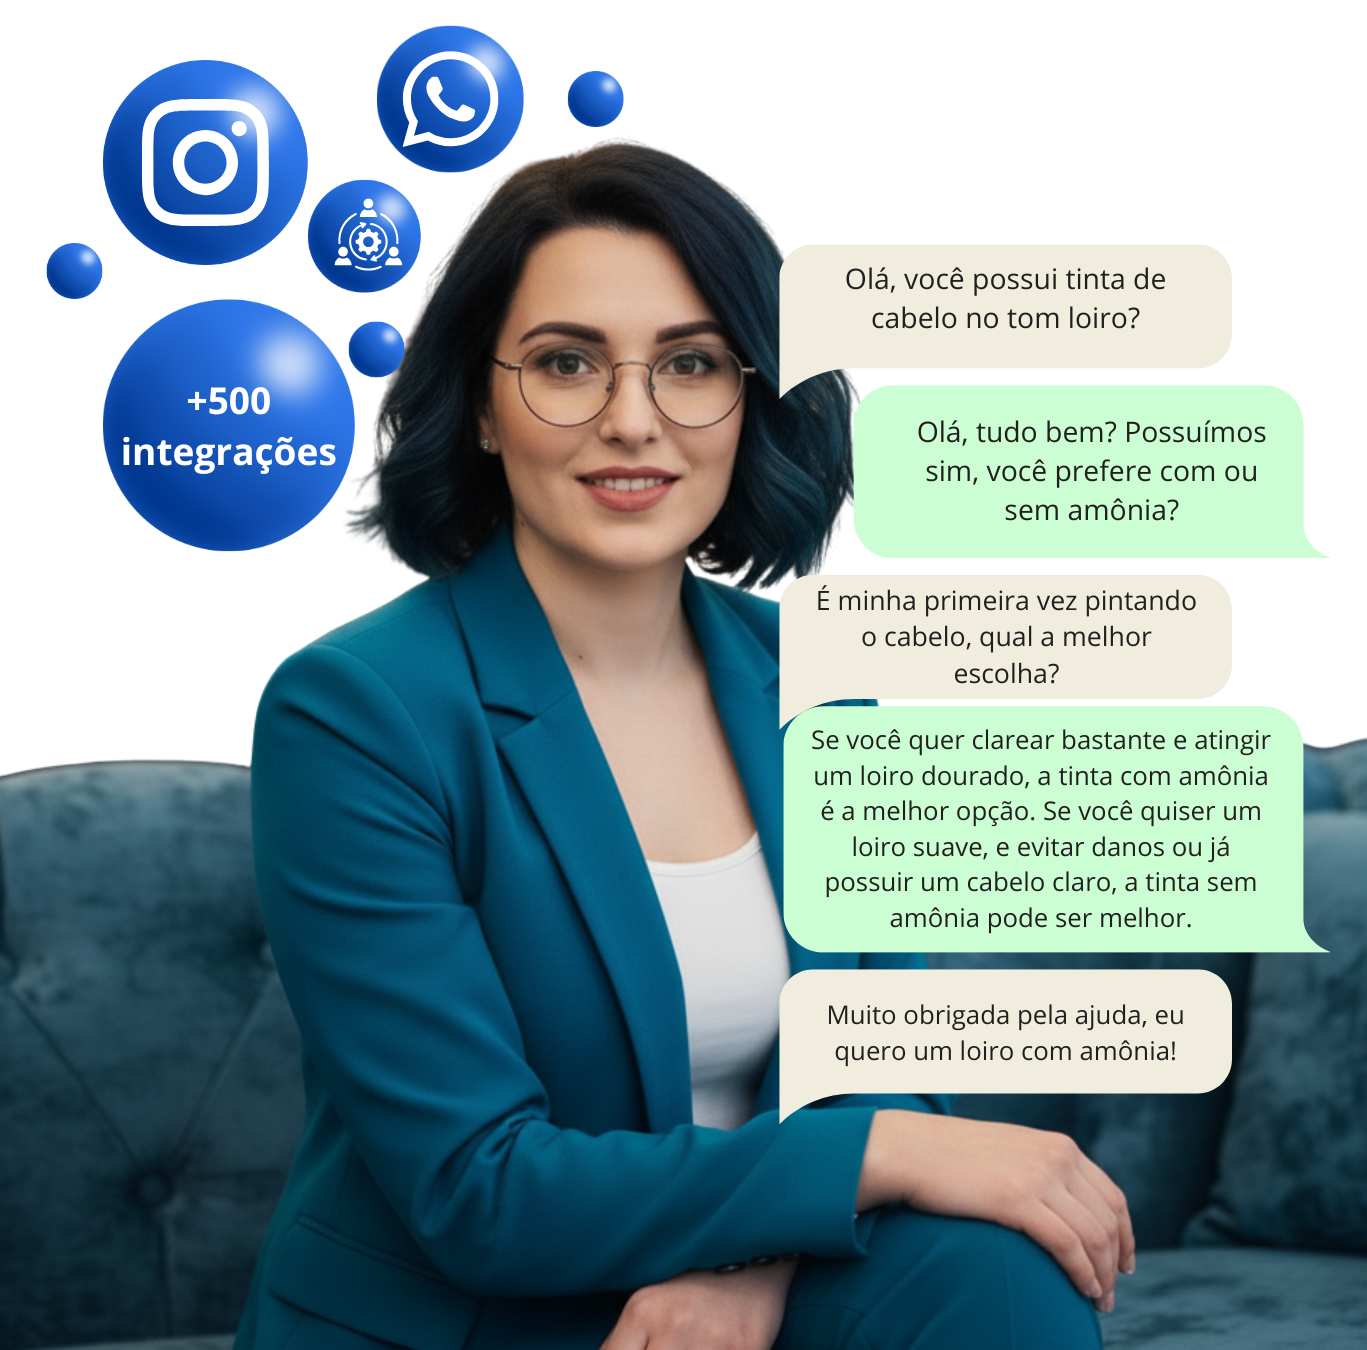 +500
integrações
Olá, você possui tinta de
cabelo no tom loiro?
Olá, tudo bem? Possuímos
sim, você prefere com ou
sem amônia?
É minha primeira vez pintando
o cabelo, qual a melhor
escolha?
Se você quer clarear bastante e atingir
um loiro dourado, a tinta com amônia
é a melhor opção. Se você quiser um
loiro suave, e evitar danos ou já
possuir um cabelo claro, a tinta sem
amônia pode ser melhor.
Muito obrigada pela ajuda, eu
quero um loiro com amônia!